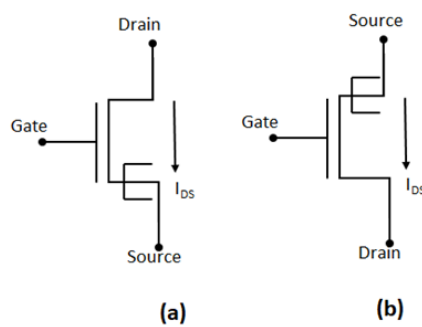 Drain
Gate
I_DS
Source
(a)
Source
Gate
I_DS
Drain
(b)